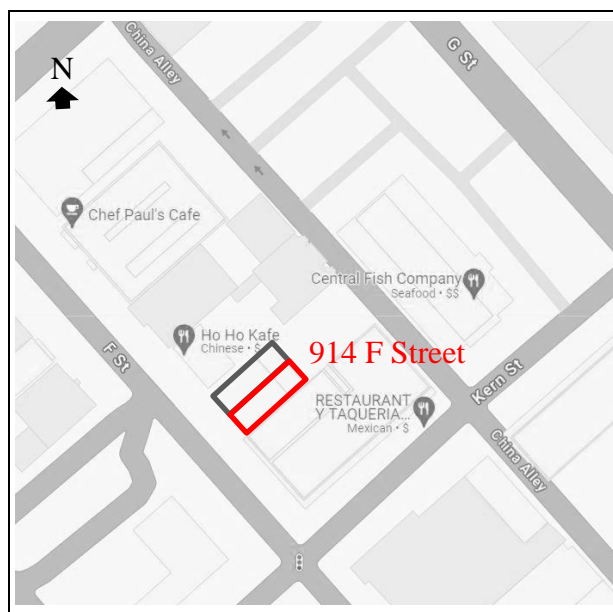 China Alley
G St
N
Chef Paul's Cafe
Central Fish Company
Seafood • $$
Ho Ho Kafe
Chinese • $
914 F Street
F St
Kern St
RESTAURANT
Y TAQUERIA...
Mexican • $
China Alley